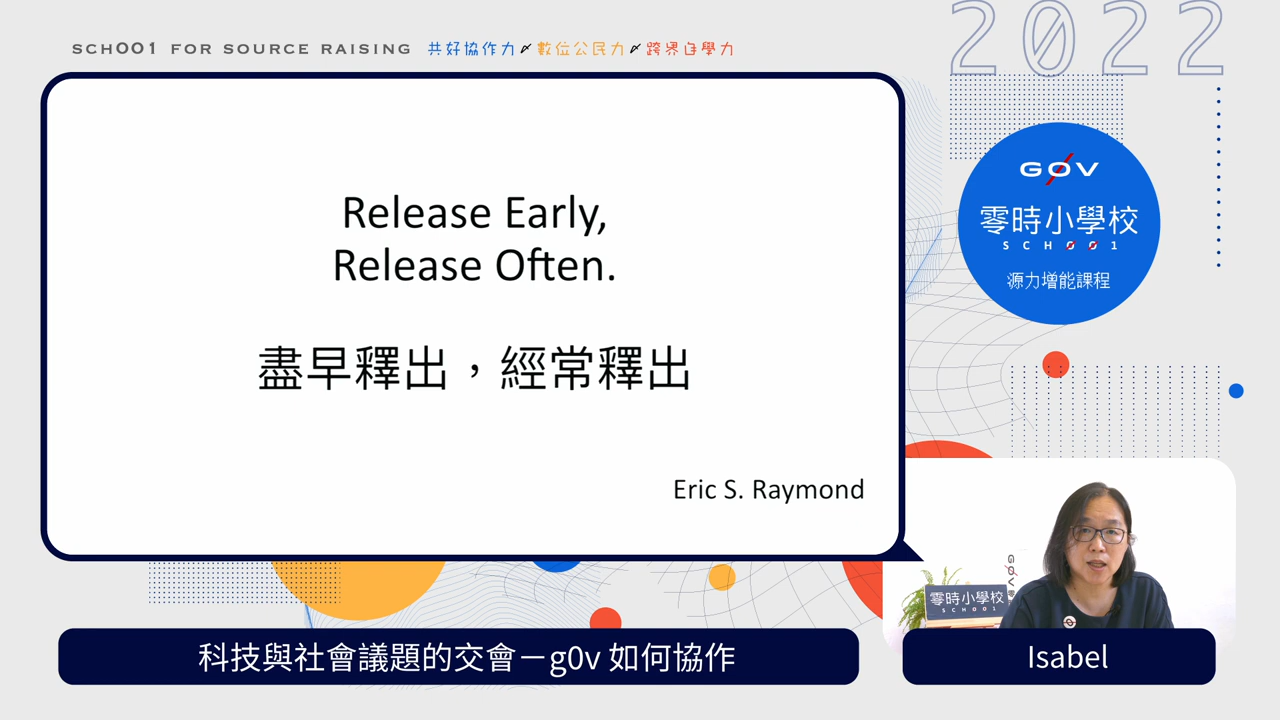 2022
SCHOO1 FOR SOURCE RAISING 共好協作力 數位公民力 跨界自學力
G0V
零時小學校
SCH001
源力增能課程
Release Early,
Release Often.
盡早釋出，經常釋出
Eric S. Raymond
G0V
零時小學校
SCHOO1
科技與社會議題的交會－g0v 如何協作
Isabel